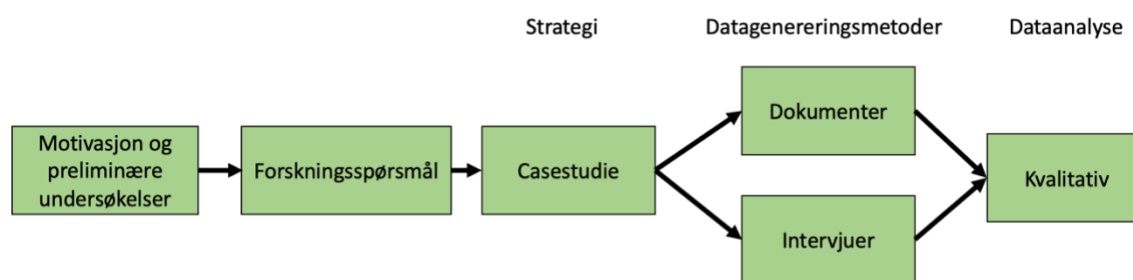 Strategi
Datagenereringsmetoder
Dataanalyse
Motivasjon og
preliminære
undersøkelser
Forskningsspørsmål
Casestudie
Dokumenter
Intervjuer
Kvalitativ